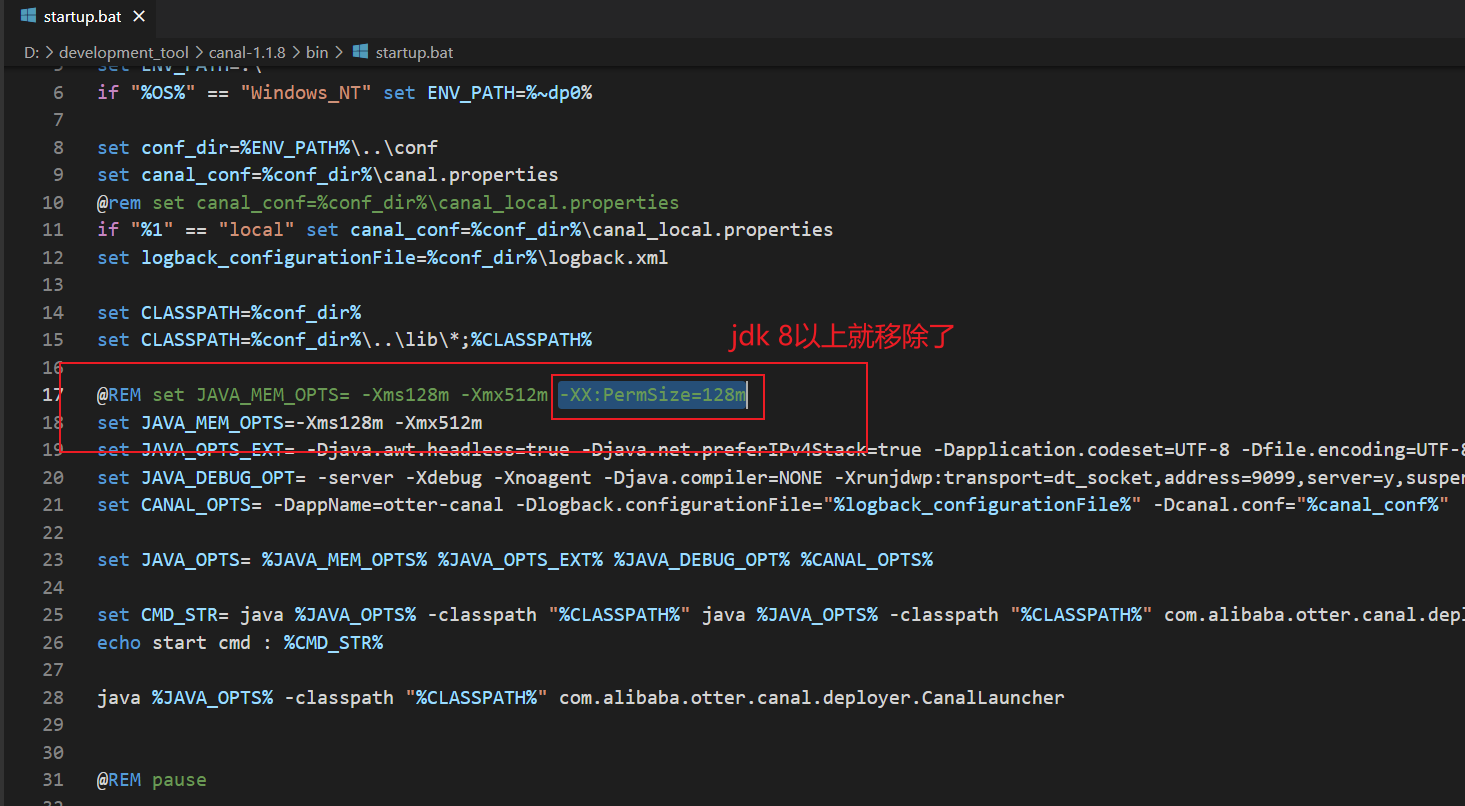 startup.bat
D: > development_tool > canal-1.1.8 > bin > startup.bat
5 set ENV_PATH=.\
6 if "%OS%" == "Windows_NT" set ENV_PATH=%~dp0%
7
8 set conf_dir=%ENV_PATH%\..\conf
9 set canal_conf=%conf_dir%\canal.properties
10 @rem set canal_conf=%conf_dir%\canal_local.properties
11 if "%1" == "local" set canal_conf=%conf_dir%\canal_local.properties
12 set logback_configurationFile=%conf_dir%\logback.xml
13
14 set CLASSPATH=%conf_dir%
15 set CLASSPATH=%conf_dir%\..\lib\*;%CLASSPATH%
jdk 8以上就移除了
16
17 @REM set JAVA_MEM_OPTS= -Xms128m -Xmx512m -XX:PermSize=128m
18 set JAVA_MEM_OPTS=-Xms128m -Xmx512m
19 set JAVA_OPTS_EXT= -Djava.awt.headless=true -Djava.net.preferIPv4Stack=true -Dapplication.codeset=UTF-8 -Dfile.encoding=UTF-8
20 set JAVA_DEBUG_OPT= -server -Xdebug -Xnoagent -Djava.compiler=NONE -Xrunjdwp:transport=dt_socket,address=9099,server=y,suspen
21 set CANAL_OPTS= -DappName=otter-canal -Dlogback.configurationFile="%logback_configurationFile%" -Dcanal.conf="%canal_conf%"
22
23 set JAVA_OPTS= %JAVA_MEM_OPTS% %JAVA_OPTS_EXT% %JAVA_DEBUG_OPT% %CANAL_OPTS%
24
25 set CMD_STR= java %JAVA_OPTS% -classpath "%CLASSPATH%" java %JAVA_OPTS% -classpath "%CLASSPATH%" com.alibaba.otter.canal.depl
26 echo start cmd : %CMD_STR%
27
28 java %JAVA_OPTS% -classpath "%CLASSPATH%" com.alibaba.otter.canal.deployer.CanalLauncher
29
30
31 @REM pause